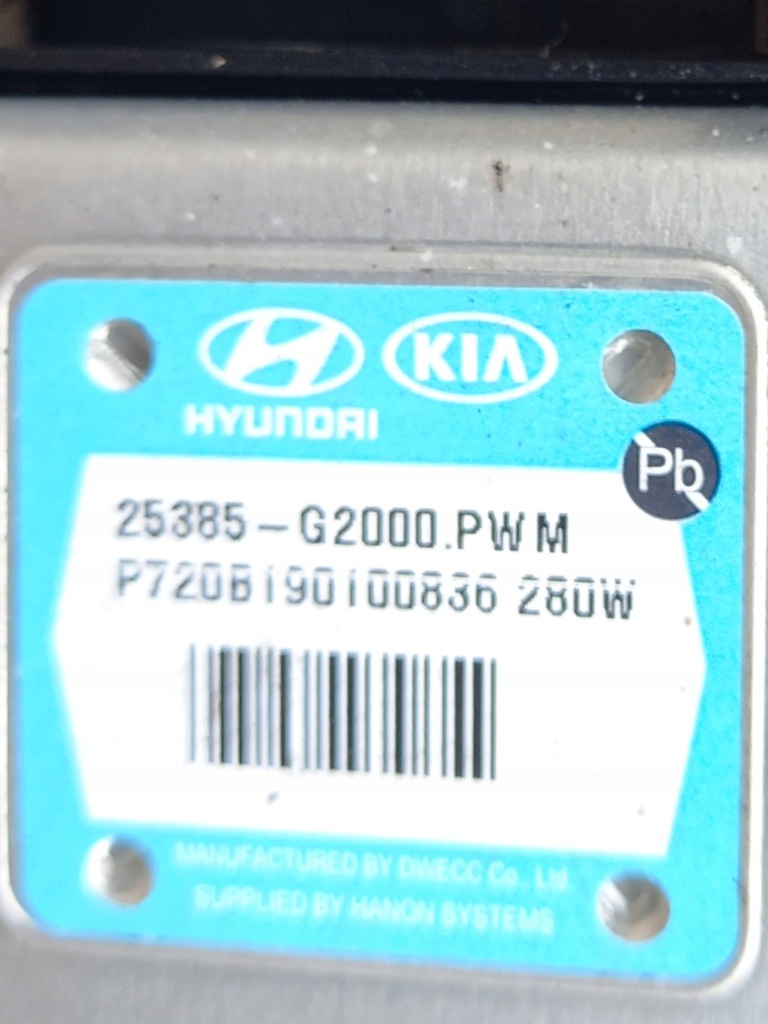 KIA
HYUNDAI
Pb
25385-G2000.PWM
P720B190100836 280W
MANUFACTURED BY DWECC Co., Ltd.
SUPPLIED BY HANON SYSTEMS